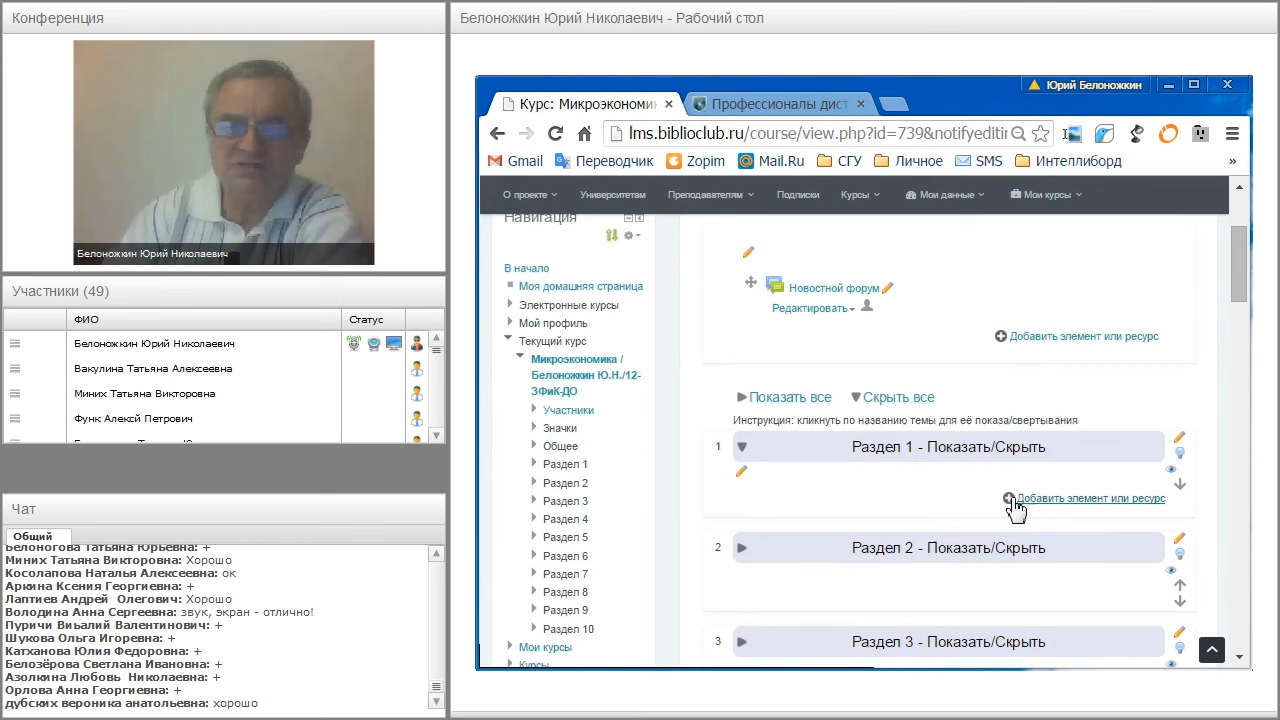 Конференция
Белоножкин Юрий Николаевич
Участники (49)
ФИО
Статус
Белоножкин Юрий Николаевич
Вакулина Татьяна Алексеевна
Миних Татьяна Викторовна
Функ Алексй Петрович
Чат
Общий
Белоногова Татьяна Юрьевна: +
Миних Татьяна Викторовна: Хорошо
Косолапова Наталья Алексеевна: ок
Аркина Ксения Георгиевна: +
Лаптиев Андрей Олегович: Хорошо
Володина Анна Сергеевна: звук, экран - отлично!
Пуричи Виьалий Валентинович: +
Шукова Ольга Игоревна: +
Катханова Юлия Федоровна: +
Белозёрова Светлана Ивановна: +
Азолкина Любовь Николаевна: +
Орлова Анна Георгиевна: +
дубских вероника анатольевна: хорошо
Белоножкин Юрий Николаевич - Рабочий стол
Юрий Белоножкин
Курс: Микроэкономи
Профессионалы дист
lms.biblioclub.ru/course/view.php?id=739&notifyeditin
Gmail Переводчик Zopim Mail.Ru СГУ Личное SMS Интеллиборд »
О проекте Университетам Преподавателям Подписки Курсы Мои данные Мои курсы
Навигация
В начало
Моя домашняя страница
Электронные курсы
Мой профиль
Текущий курс
Микроэкономика /
Белоножкин Ю.Н./12-
ЗФиК-ДО
Участники
Значки
Общее
Раздел 1
Раздел 2
Раздел 3
Раздел 4
Раздел 5
Раздел 6
Раздел 7
Раздел 8
Раздел 9
Раздел 10
Мои курсы
Курсы
Новостной форум
Редактировать
Добавить элемент или ресурс
Показать все Скрыть все
Инструкция: кликнуть по названию темы для её показа/свертывания
1 Раздел 1 - Показать/Скрыть
Добавить элемент или ресурс
2 Раздел 2 - Показать/Скрыть
3 Раздел 3 - Показать/Скрыть